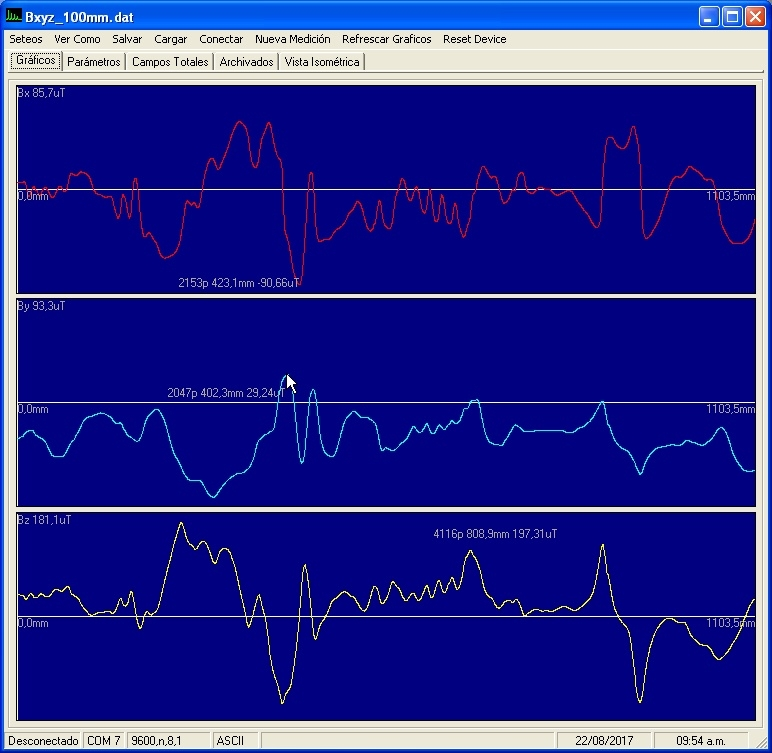 Bxyz_100mm.dat
Seteos Ver Como Salvar Cargar Conectar Nueva Medición Refrescar Graficos Reset Device
Gráficos Parámetros Campos Totales Archivados Vista Isométrica
Bx 85,7uT
0,0mm 1103,5mm
2153p 423,1mm -90,66uT
By 93,3uT
2047p 402,3mm 29,24uT
0,0mm 1103,5mm
Bz 181,1uT
4116p 808,9mm 197,31uT
0,0mm 1103,5mm
Desconectado COM 7 9600,n,8,1 ASCII 22/08/2017 09:54 a.m.